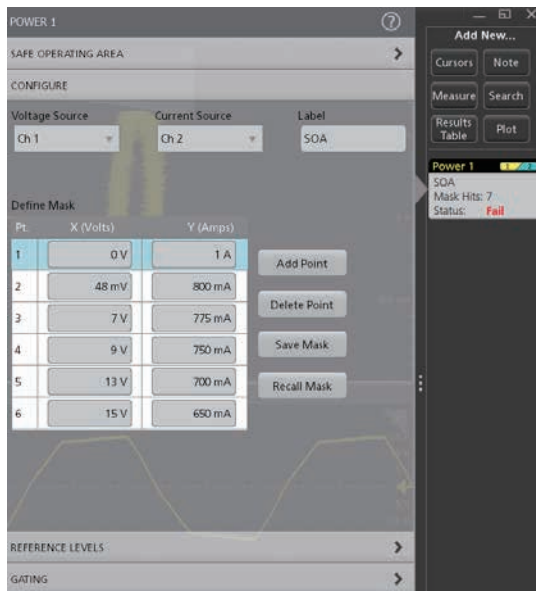 POWER 1
?
SAFE OPERATING AREA
CONFIGURE
Voltage Source Current Source Label
Ch 1 Ch 2 SOA
Define Mask
Pt. X (Volts) Y (Amps)
1 0 V 1 A
2 48 mV 800 mA
3 7 V 775 mA
4 9 V 750 mA
5 13 V 700 mA
6 15 V 650 mA
Add Point
Delete Point
Save Mask
Recall Mask
REFERENCE LEVELS
GATING
Add New...
Cursors Note
Measure Search
Results Table Plot
Power 1 1 2
SOA
Mask Hits: 7
Status: Fail